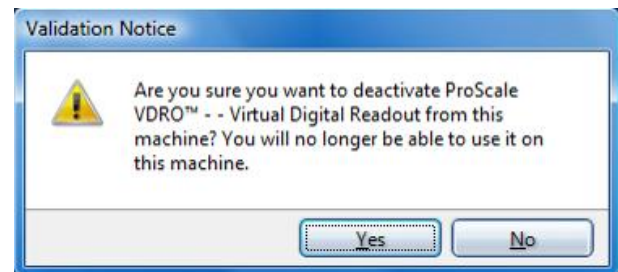 Validation Notice
Are you sure you want to deactivate ProScale
VDRO™ - - Virtual Digital Readout from this
machine? You will no longer be able to use it on
this machine.
Yes
No